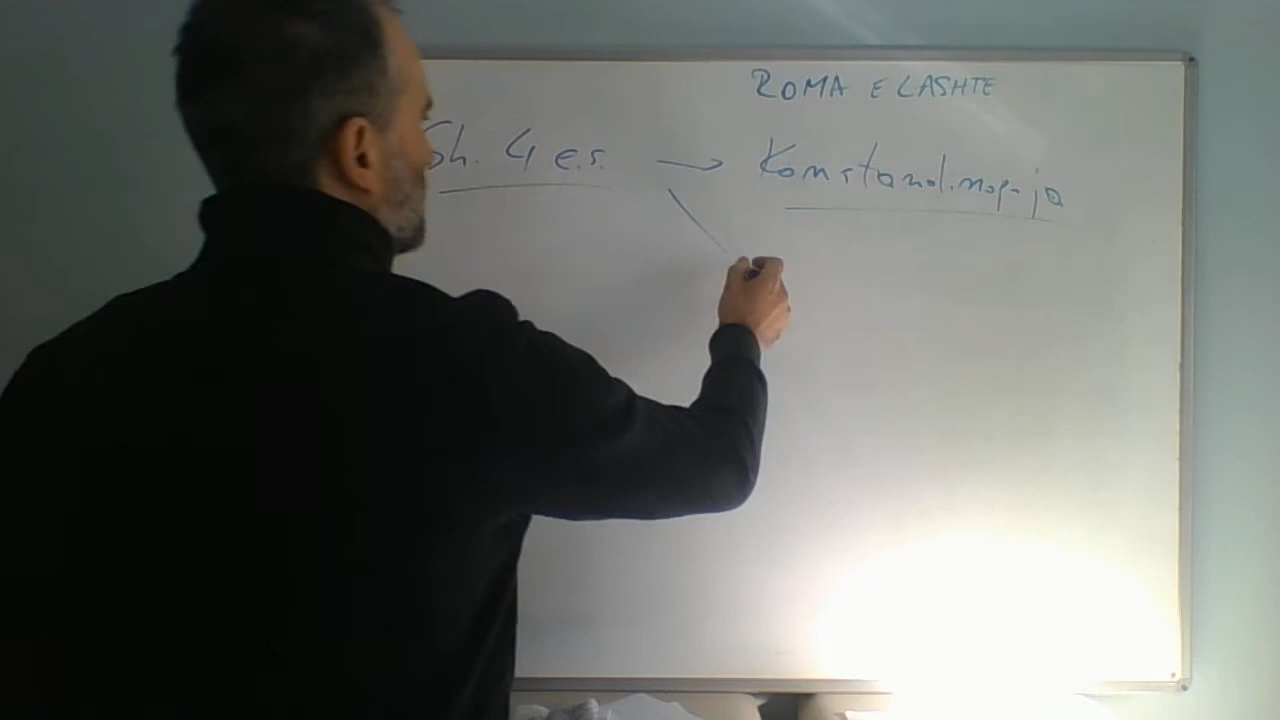 ROMA E LASHTE
Sh. 4 e.s. → Konstandinopoja